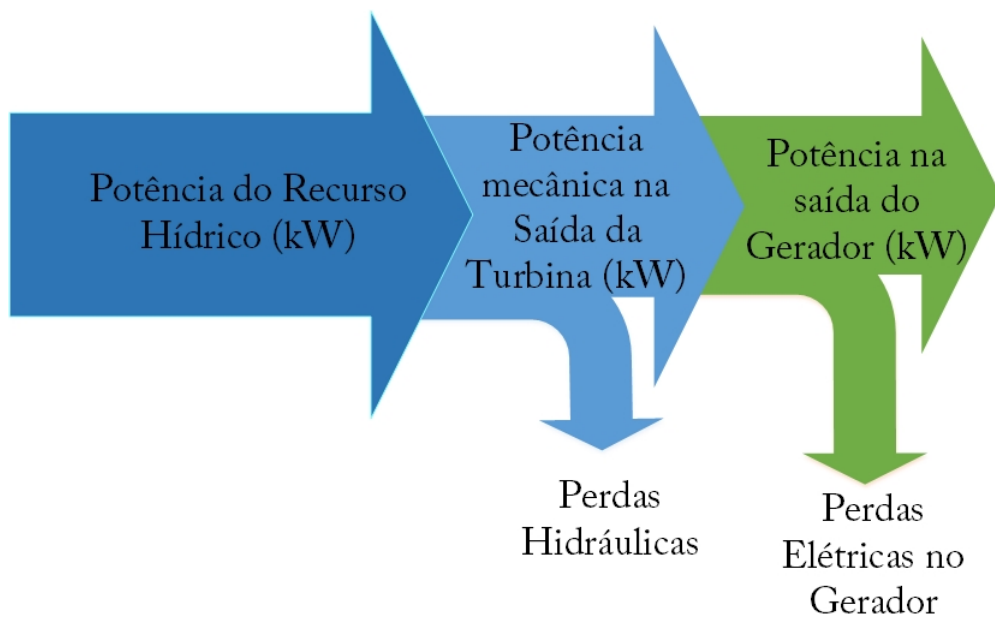 Potência do Recurso
Hídrico (kW)
Potência
mecânica na
Saída da
Turbina (kW)
Potência na
saída do
Gerador (kW)
Perdas
Hidráulicas
Perdas
Elétricas no
Gerador